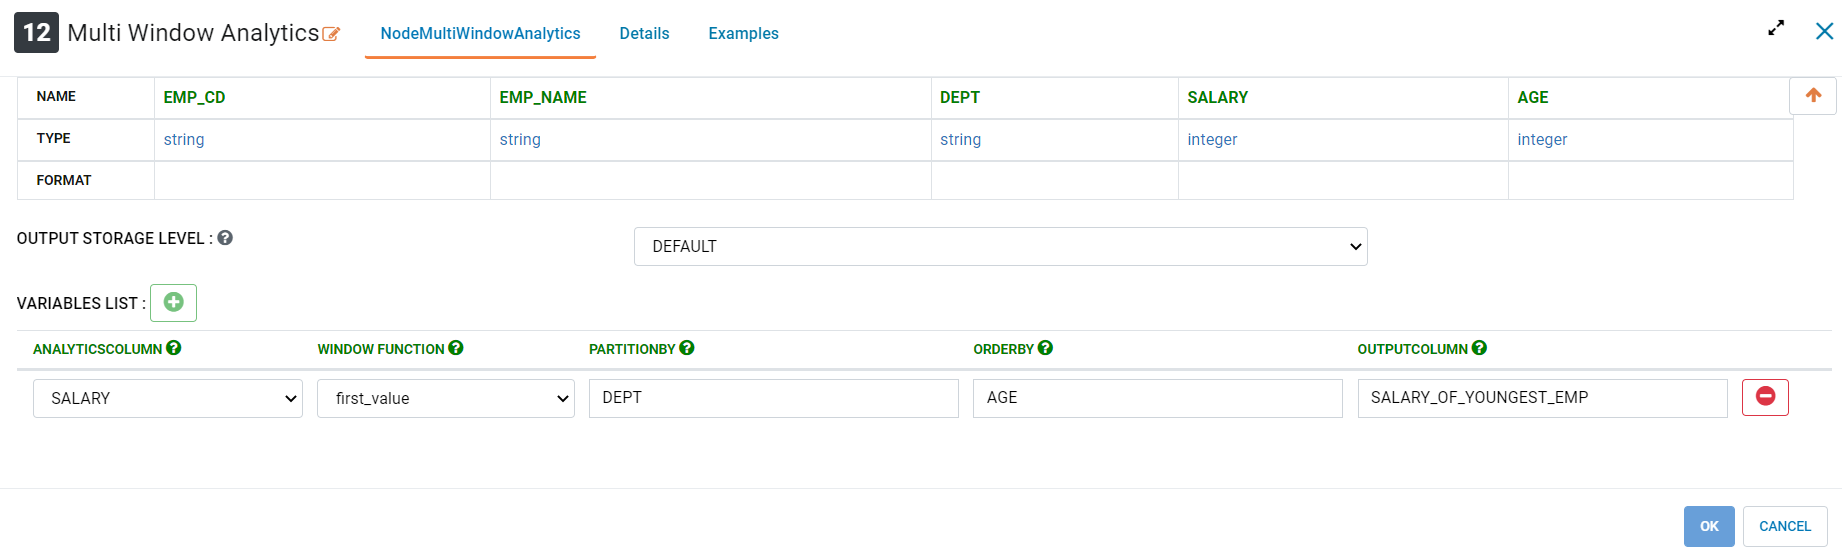 12 Multi Window Analytics NodeMultiWindowAnalytics Details Examples
NAME EMP_CD EMP_NAME DEPT SALARY AGE
TYPE string string string integer integer
FORMAT
OUTPUT STORAGE LEVEL : DEFAULT
VARIABLES LIST :
ANALYTICSCOLUMN WINDOW FUNCTION PARTITIONBY ORDERBY OUTPUTCOLUMN
SALARY first_value DEPT AGE SALARY_OF_YOUNGEST_EMP
OK CANCEL